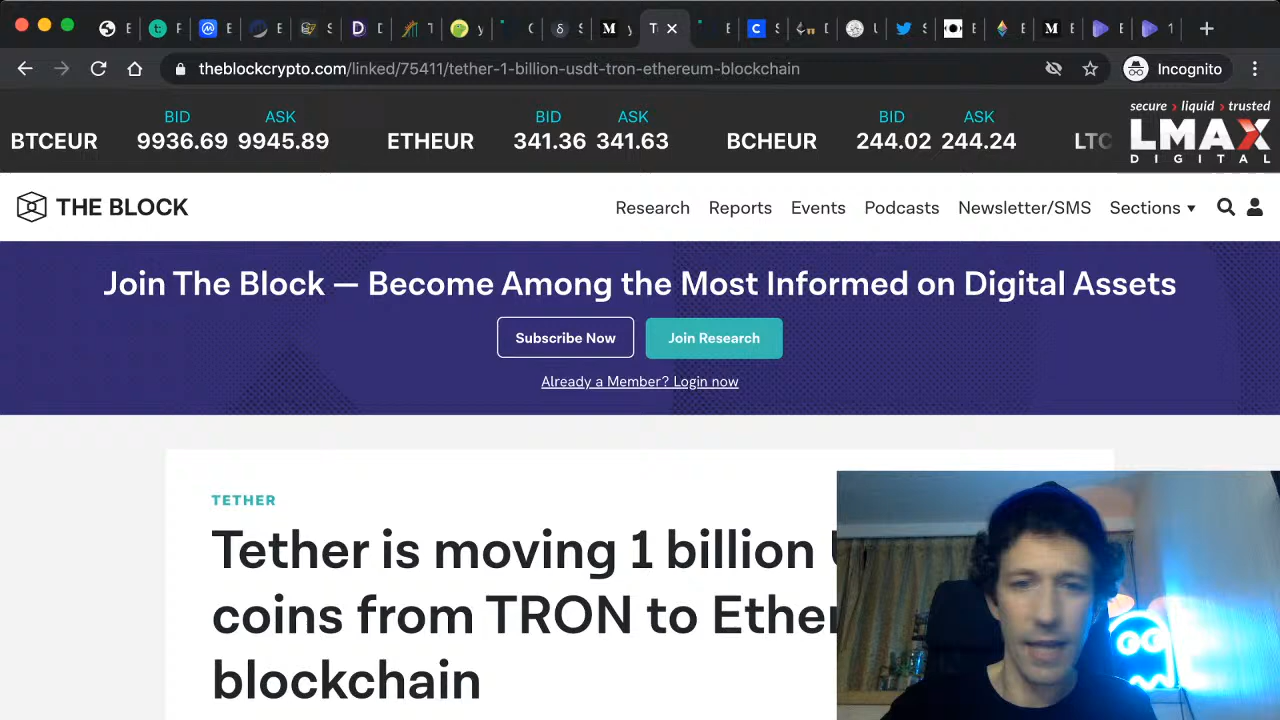 E
F
E
E
S
D
T
y
C
S
y
T
E
S
E
U
S
E
E
E
E
1
theblockcrypto.com/linked/75411/tether-1-billion-usdt-tron-ethereum-blockchain
Incognito
BTCEUR
BID ASK
9936.69 9945.89
ETHEUR
BID ASK
341.36 341.63
BCHEUR
BID ASK
244.02 244.24
LTC
secure › liquid › trusted
LMAX
DIGITAL
THE BLOCK
Research Reports Events Podcasts Newsletter/SMS Sections
Join The Block — Become Among the Most Informed on Digital Assets
Subscribe Now
Join Research
Already a Member? Login now
TETHER
Tether is moving 1 billion
coins from TRON to Ether
blockchain